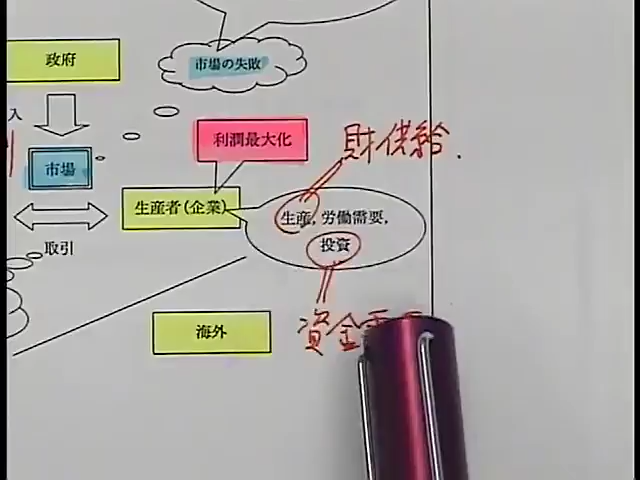 市場の失敗
政府
入
利潤最大化
財供給.
市場
生産者(企業)
生産, 労働需要,
投資
取引
海外
資金需